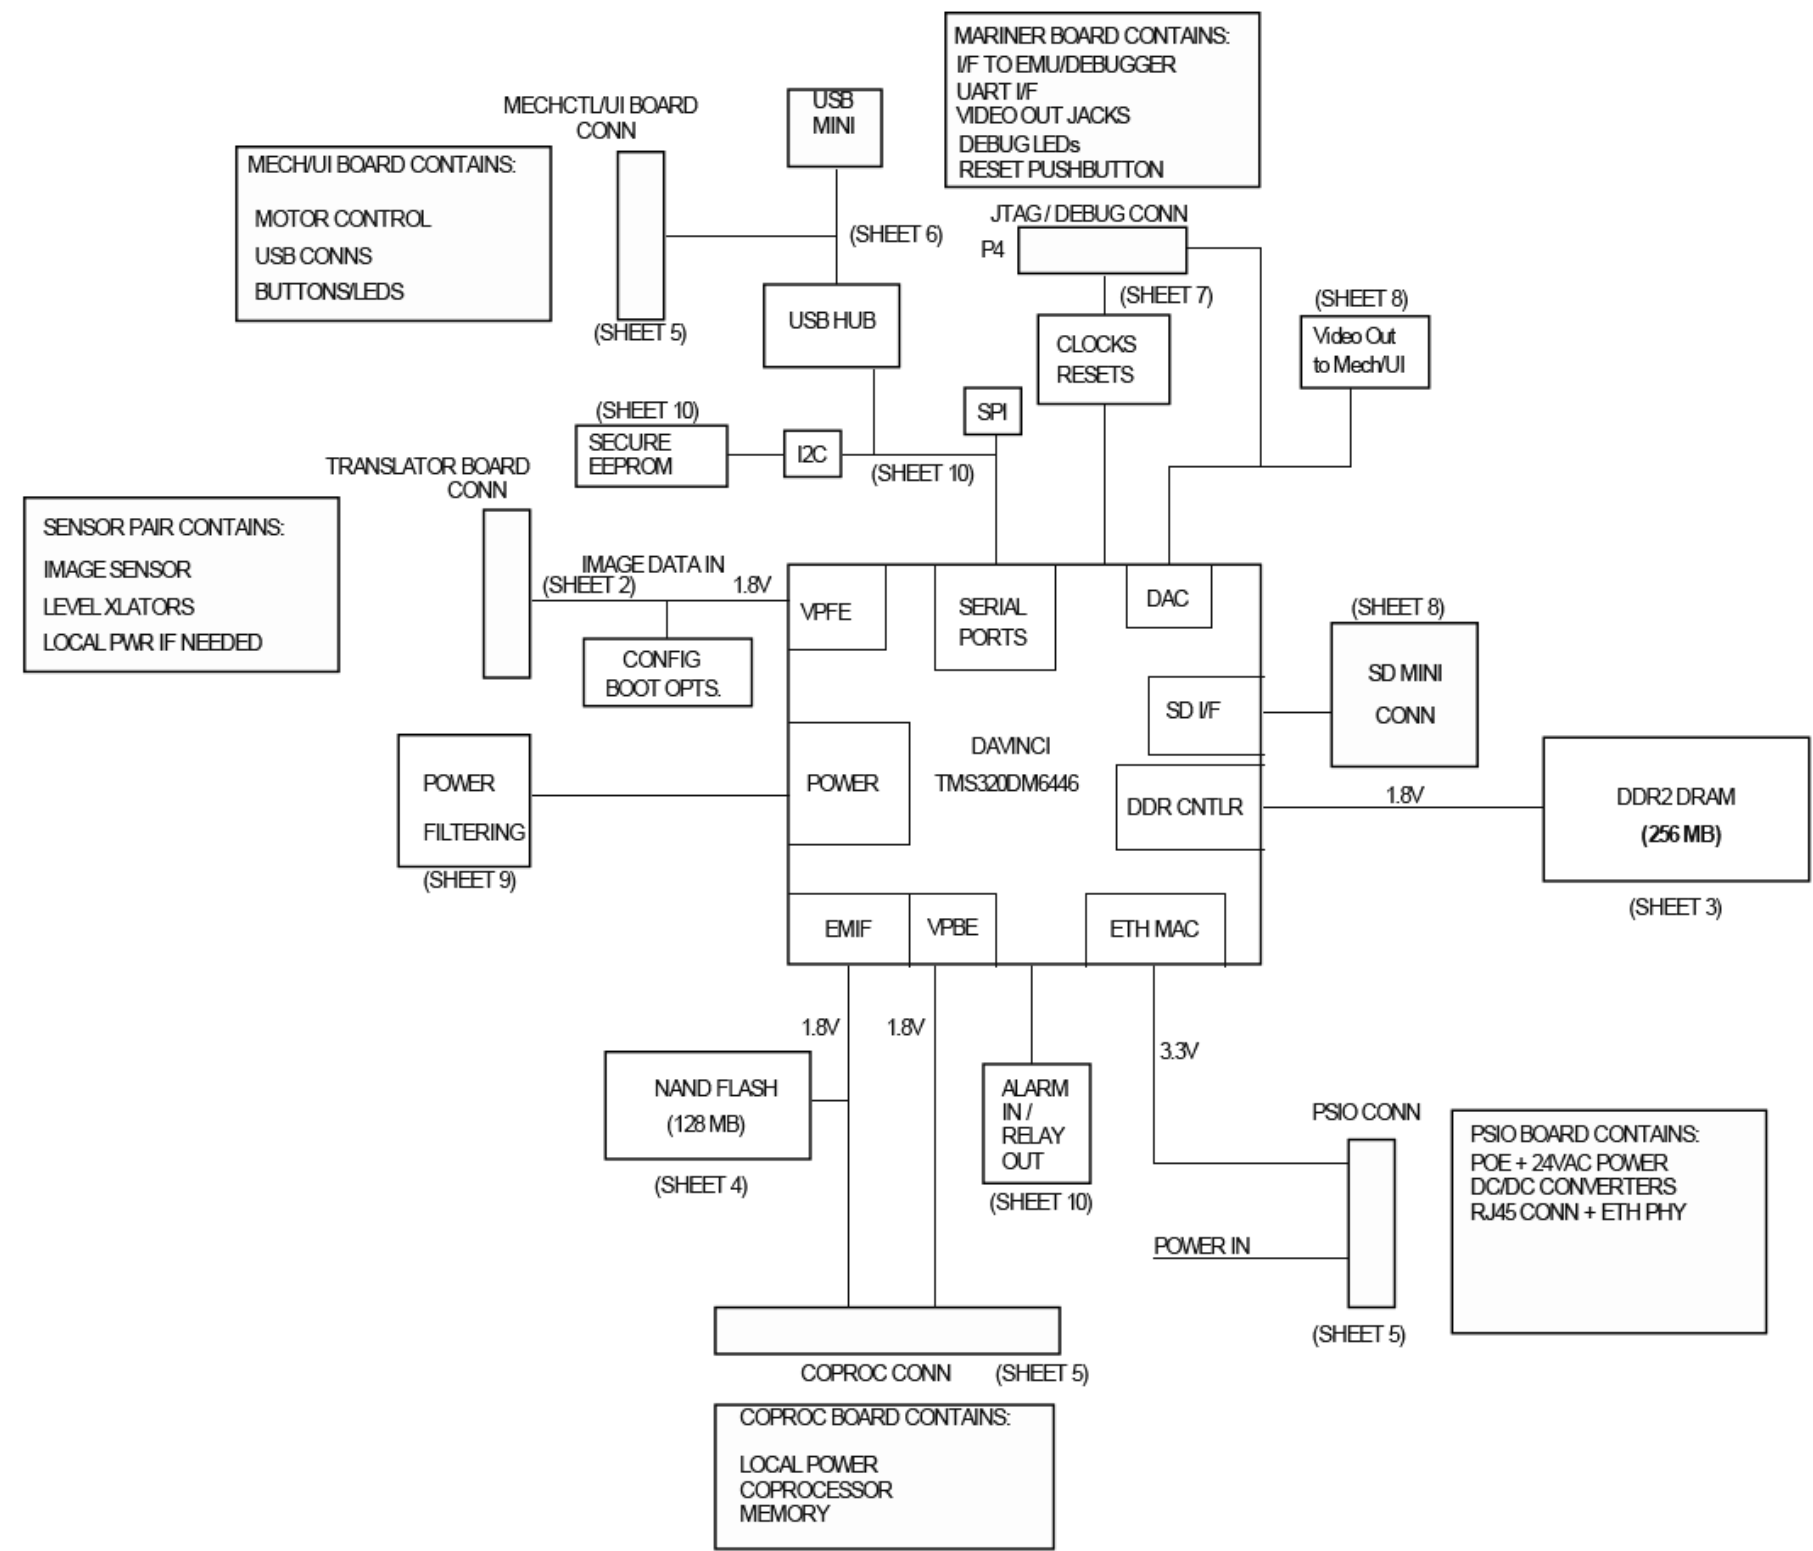 MARINER BOARD CONTAINS:
I/F TO EMU/DEBUGGER
UART I/F
VIDEO OUT JACKS
DEBUG LEDs
RESET PUSHBUTTON
MECHCTL/UI BOARD
CONN
USB
MINI
MECH/UI BOARD CONTAINS:
MOTOR CONTROL
USB CONNS
BUTTONS/LEDS
(SHEET 5)
(SHEET 6)
USB HUB
JTAG / DEBUG CONN
P4
(SHEET 7)
CLOCKS
RESETS
(SHEET 8)
Video Out
to Mech/UI
SPI
(SHEET 10)
SECURE
EEPROM
I2C
(SHEET 10)
TRANSLATOR BOARD
CONN
SENSOR PAIR CONTAINS:
IMAGE SENSOR
LEVEL XLATORS
LOCAL PWR IF NEEDED
IMAGE DATA IN
(SHEET 2)
1.8V
CONFIG
BOOT OPTS.
VPFE
SERIAL
PORTS
DAC
(SHEET 8)
SD MINI
CONN
SD I/F
POWER
FILTERING
(SHEET 9)
POWER
DAVINCI
TMS320DM6446
DDR CNTLR
1.8V
DDR2 DRAM
(256 MB)
(SHEET 3)
EMIF
VPBE
ETH MAC
1.8V
1.8V
3.3V
NAND FLASH
(128 MB)
(SHEET 4)
ALARM
IN /
RELAY
OUT
(SHEET 10)
PSIO CONN
POWER IN
(SHEET 5)
PSIO BOARD CONTAINS:
POE + 24VAC POWER
DC/DC CONVERTERS
RJ45 CONN + ETH PHY
COPROC CONN
(SHEET 5)
COPROC BOARD CONTAINS:
LOCAL POWER
COPROCESSOR
MEMORY